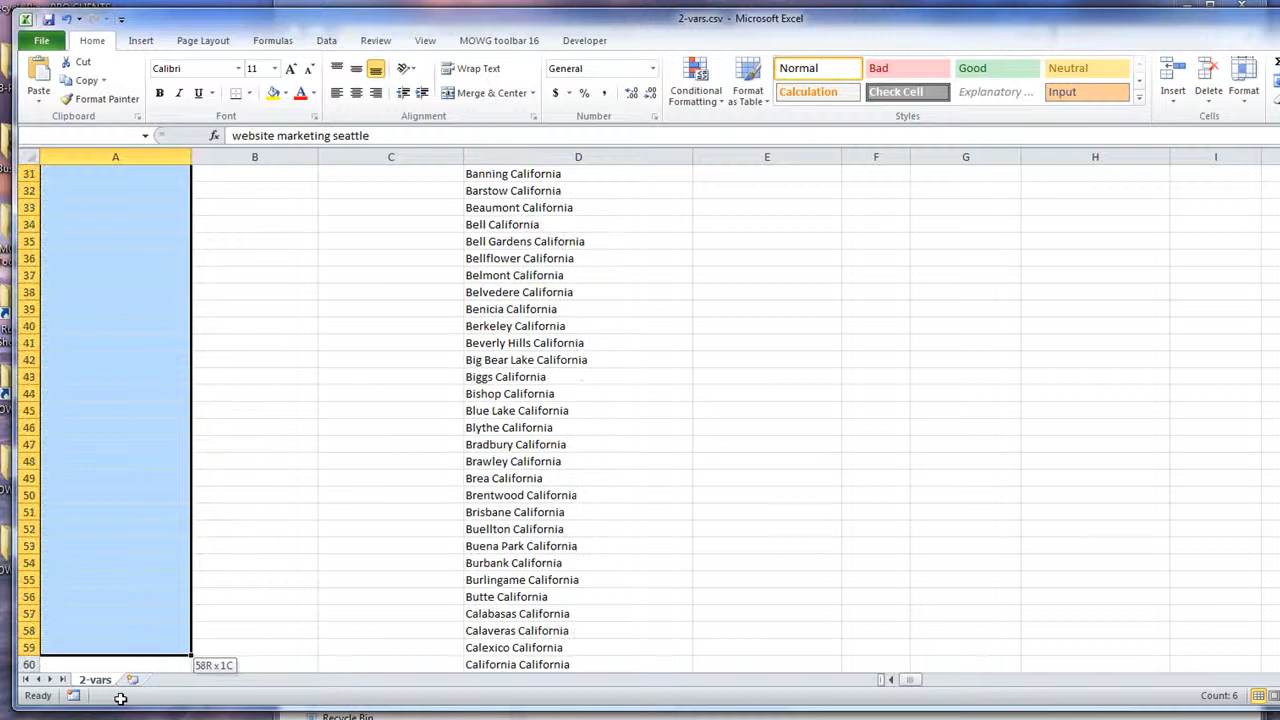 2-vars.csv - Microsoft Excel
File Home Insert Page Layout Formulas Data Review View MOWG toolbar 16 Developer
Paste
Cut
Copy
Format Painter
Clipboard
Calibri 11
B I U A
Font
Wrap Text
Merge & Center
Alignment
General
$ % ,
Number
Conditional Formatting
Format as Table
Normal Bad Good Neutral
Calculation Check Cell Explanatory ... Input
Styles
Insert Delete Format
Cells
fx website marketing seattle
A B C D E F G H I
31 Banning California
32 Barstow California
33 Beaumont California
34 Bell California
35 Bell Gardens California
36 Bellflower California
37 Belmont California
38 Belvedere California
39 Benicia California
40 Berkeley California
41 Beverly Hills California
42 Big Bear Lake California
43 Biggs California
44 Bishop California
45 Blue Lake California
46 Blythe California
47 Bradbury California
48 Brawley California
49 Brea California
50 Brentwood California
51 Brisbane California
52 Buellton California
53 Buena Park California
54 Burbank California
55 Burlingame California
56 Butte California
57 Calabasas California
58 Calaveras California
59 Calexico California
60 California California
58R x 1C
2-vars
Ready Count: 6
Recycle Bin